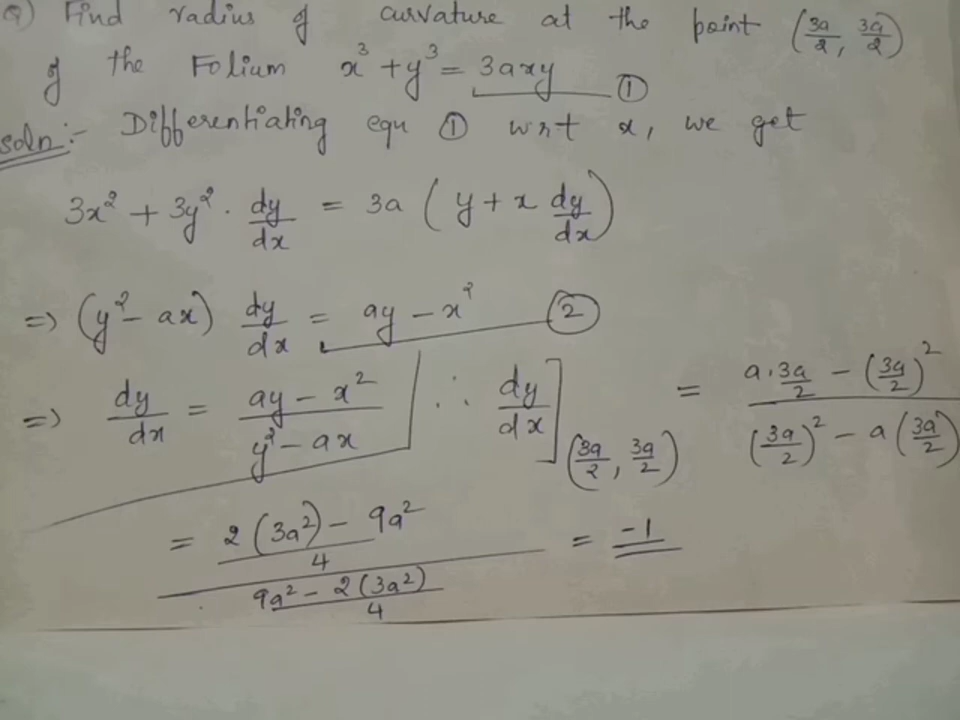 Q) Find radius of curvature at the point (3a/2, 3a/2)
of the Folium x³ + y³ = 3axy ①
Soln:- Differentiating equ ① wrt x, we get
3x² + 3y² · dy/dx = 3a (y + x dy/dx)
=> (y² - ax) dy/dx = ay - x² ②
=> dy/dx = (ay - x²)/(y² - ax) | ∴ dy/dx](3a/2, 3a/2) = (a·3a/2 - (3a/2)²)/((3a/2)² - a(3a/2))
= ((2(3a²) - 9a²)/4)/((9a² - 2(3a²))/4) = -1